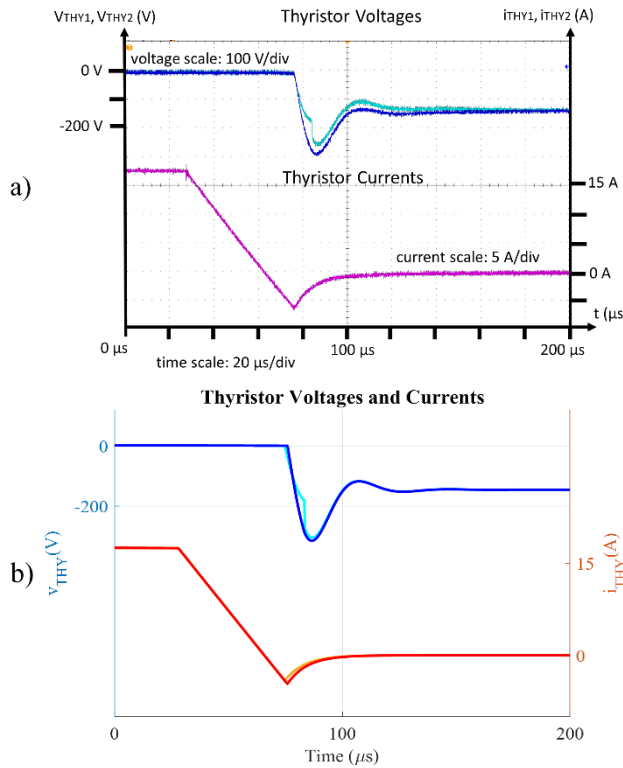 VTHY1, VTHY2 (V)
Thyristor Voltages
iTHY1, iTHY2 (A)
voltage scale: 100 V/div
0 V
-200 V
a)
Thyristor Currents
15 A
current scale: 5 A/div
0 A
t (µs
0 µs
100 µs
200 µs
time scale: 20 µs/div
Thyristor Voltages and Currents
0
-200
vTHY(V)
b)
15
iTHY(A)
0
0
100
200
Time (µs)